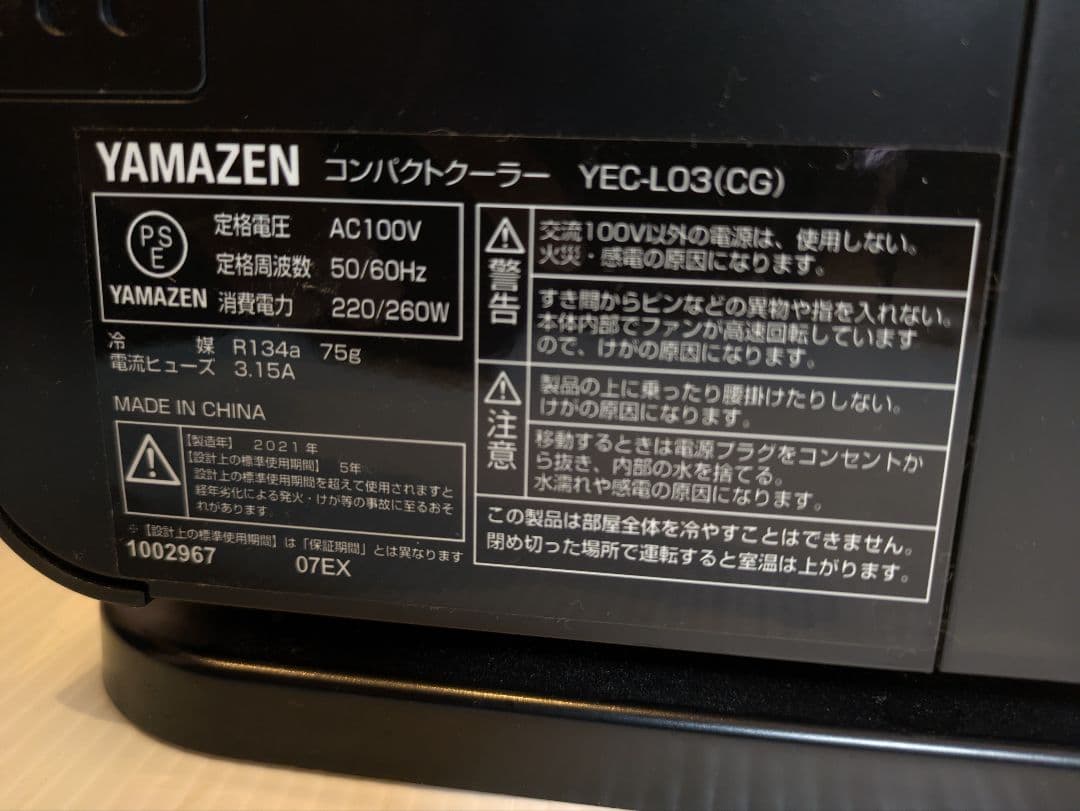 YAMAZEN コンパクトクーラー YEC-L03(CG)
PSE
YAMAZEN
定格電圧 AC100V
定格周波数 50/60Hz
消費電力 220/260W
冷媒 R134a 75g
電流ヒューズ 3.15A
MADE IN CHINA
【製造年】 2021年
【設計上の標準使用期間】 5年
設計上の標準使用期間を超えて使用されますと
経年劣化による発火・けが等の事故に至るおそ
れがあります。
※【設計上の標準使用期間】は「保証期間」とは異なります
1002967 07EX
警告
交流100V以外の電源は、使用しない。
火災・感電の原因になります。
すき間からピンなどの異物や指を入れない。
本体内部でファンが高速回転しています
ので、けがの原因になります。
注意
製品の上に乗ったり腰掛けたりしない。
けがの原因になります。
移動するときは電源プラグをコンセントか
ら抜き、内部の水を捨てる。
水濡れや感電の原因になります。
この製品は部屋全体を冷やすことはできません。
閉め切った場所で運転すると室温は上がります。